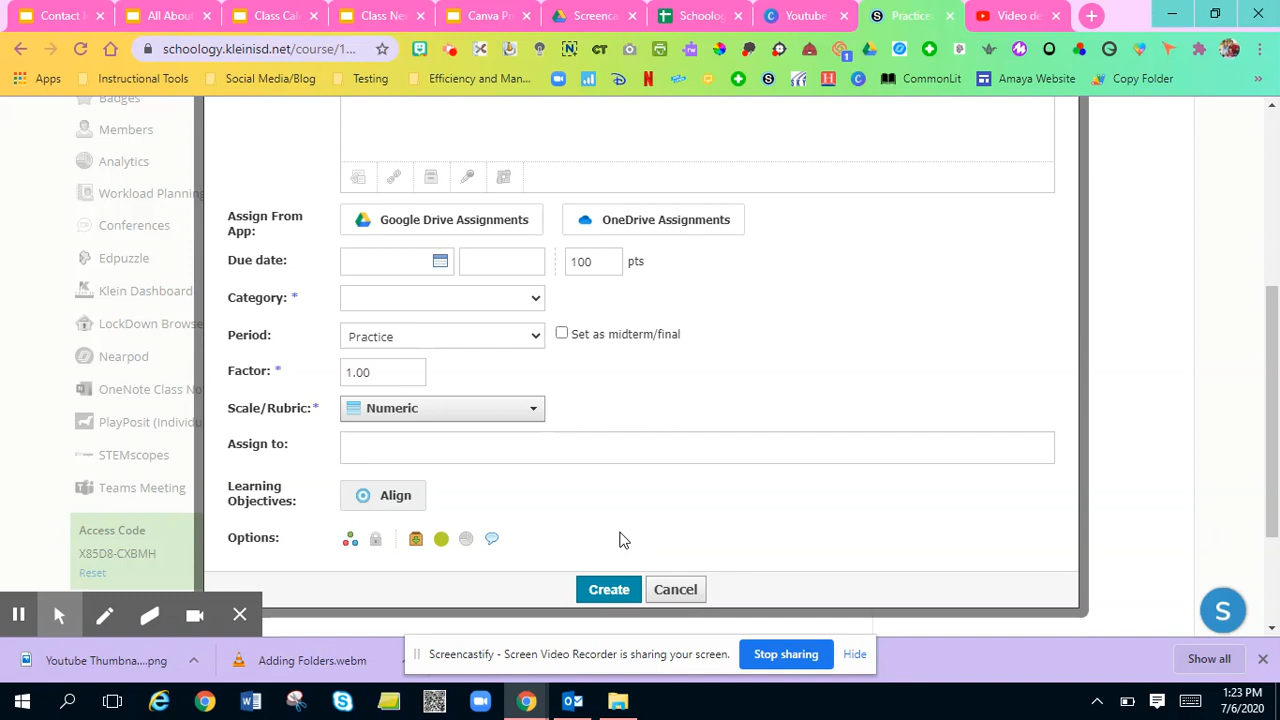 Contact
All About
Class Cal
Class Nev
Canva Pr
Screenca
Schoolog
Youtube
Practice
Video de
schoology.kleinisd.net/course/1...
1
Apps
Instructional Tools
Social Media/Blog
Testing
Efficiency and Man...
CommonLit
Amaya Website
Copy Folder
»
Badges
Members
Analytics
Workload Planning
Conferences
Edpuzzle
Klein Dashboard
LockDown Browse
Nearpod
OneNote Class No
PlayPosit (Individu
STEMscopes
Teams Meeting
Access Code
X85D8-CXBMH
Reset
Assign From
App:
Google Drive Assignments
OneDrive Assignments
Due date:
100
pts
Category: *
Period:
Practice
Set as midterm/final
Factor: *
1.00
Scale/Rubric:*
Numeric
Assign to:
Learning
Objectives:
Align
Options:
Create
Cancel
S
Screencastify - Screen Video Recorder is sharing your screen.
Stop sharing
Hide
Youtube Thumbna....png
Adding Folders.webm
Show all
1:23 PM
7/6/2020